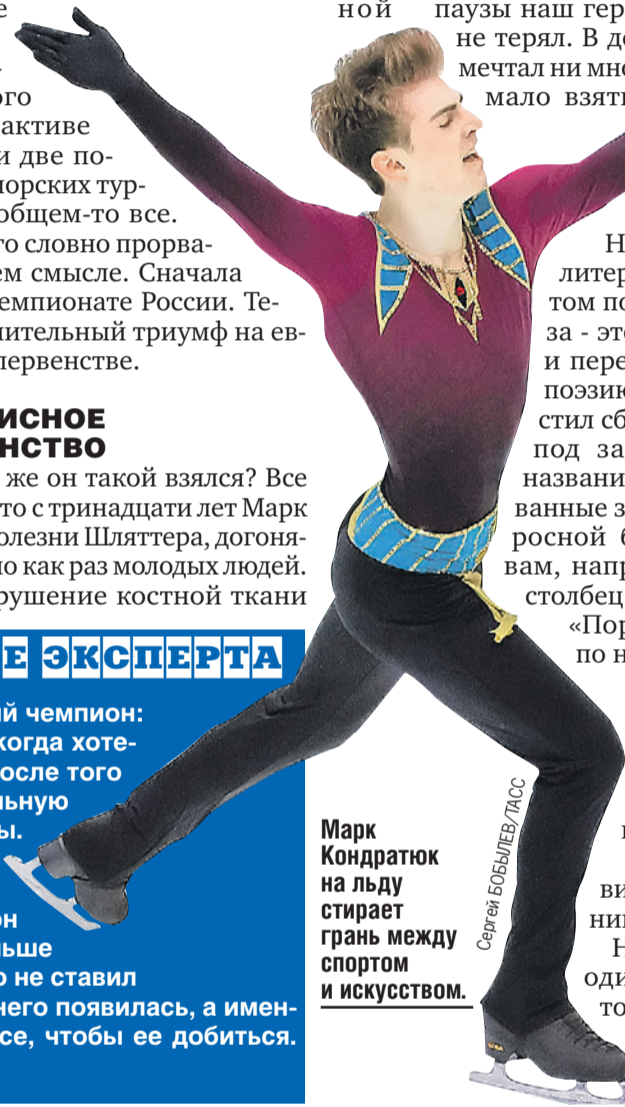 е
-
ого
активе
и две по-
юрских тур-
общем-то все.
го словно прорва-
ем смысле. Сначала
емпионате России. Те-
ительный триумф на ев-
первенстве.
ИСНОЕ
НСТВО
же он такой взялся? Все
то с тринадцати лет Марк
олезни Шляттера, догоня-
о как раз молодых людей.
рушение костной ткани
Е ЭКСПЕРТА
й чемпион:
когда хоте-
осле того
льную
ы.
он
ьше
о не ставил
него появилась, а имен-
се, чтобы ее добиться.
Марк
Кондратюк
на льду
стирает
грань между
спортом
и искусством.
Сергей БОБЫЛЕВ/ТАСС
ной
паузы наш гер
не терял. В д
мечтал ни мн
мало взят
Н
литер
том по
за - это
и пере
поэзию
стил сб
под за
названи
ванные з
росной б
вам, напр
столбец
«Пор
по н
ви
ни
Н
оди
то